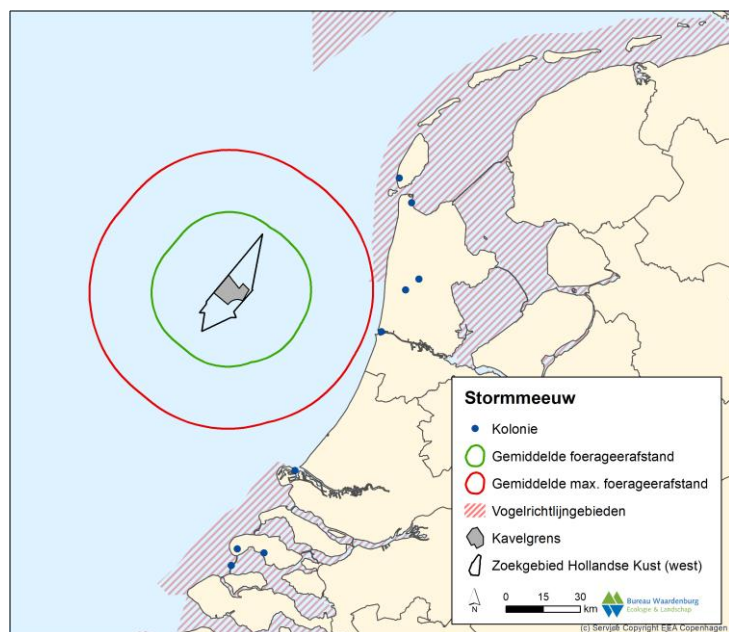 Stormmeeuw
Kolonie
Gemiddelde foerageerafstand
Gemiddelde max. foerageerafstand
Vogelrichtlijngebieden
Kavelgrens
Zoekgebied Hollandse Kust (west)
N
0 15 30
km
Bureau Waardenburg
Ecologie & Landschap
Copyright EEA Copenhagen